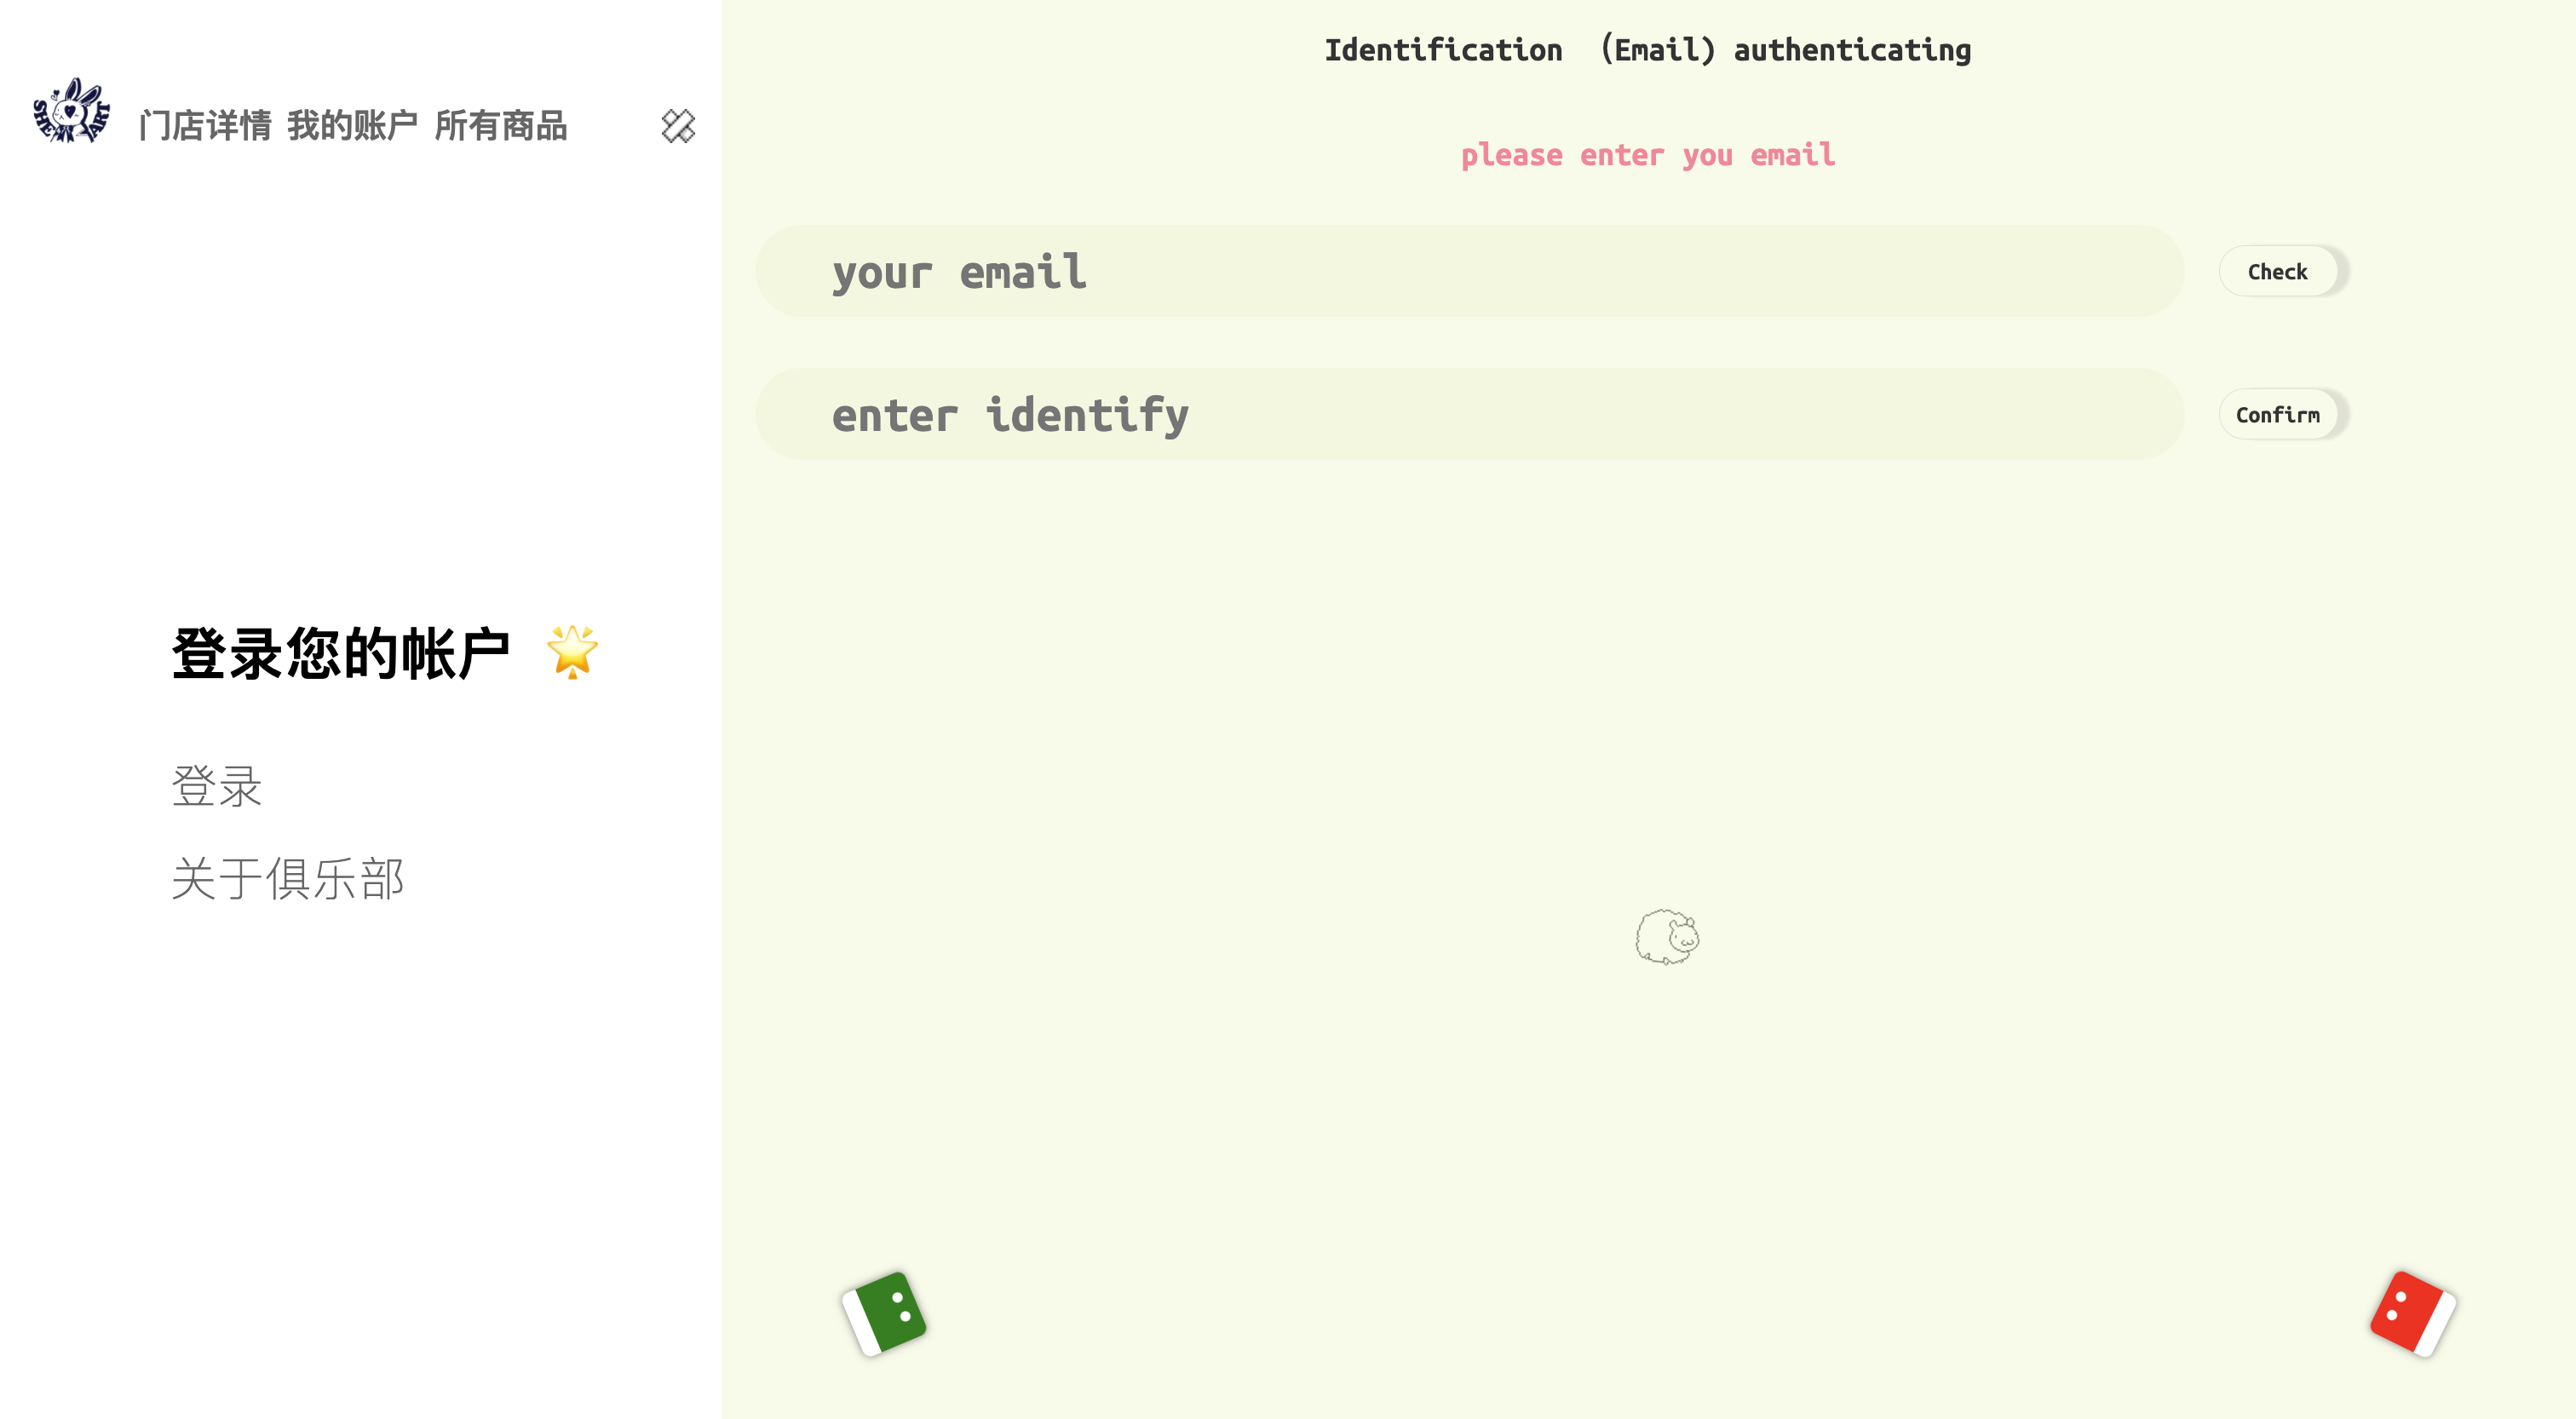 SHE ART
门店详情 我的账户 所有商品
登录您的帐户
登录
关于俱乐部
Identification （Email) authenticating
please enter you email
your email
Check
enter identify
Confirm